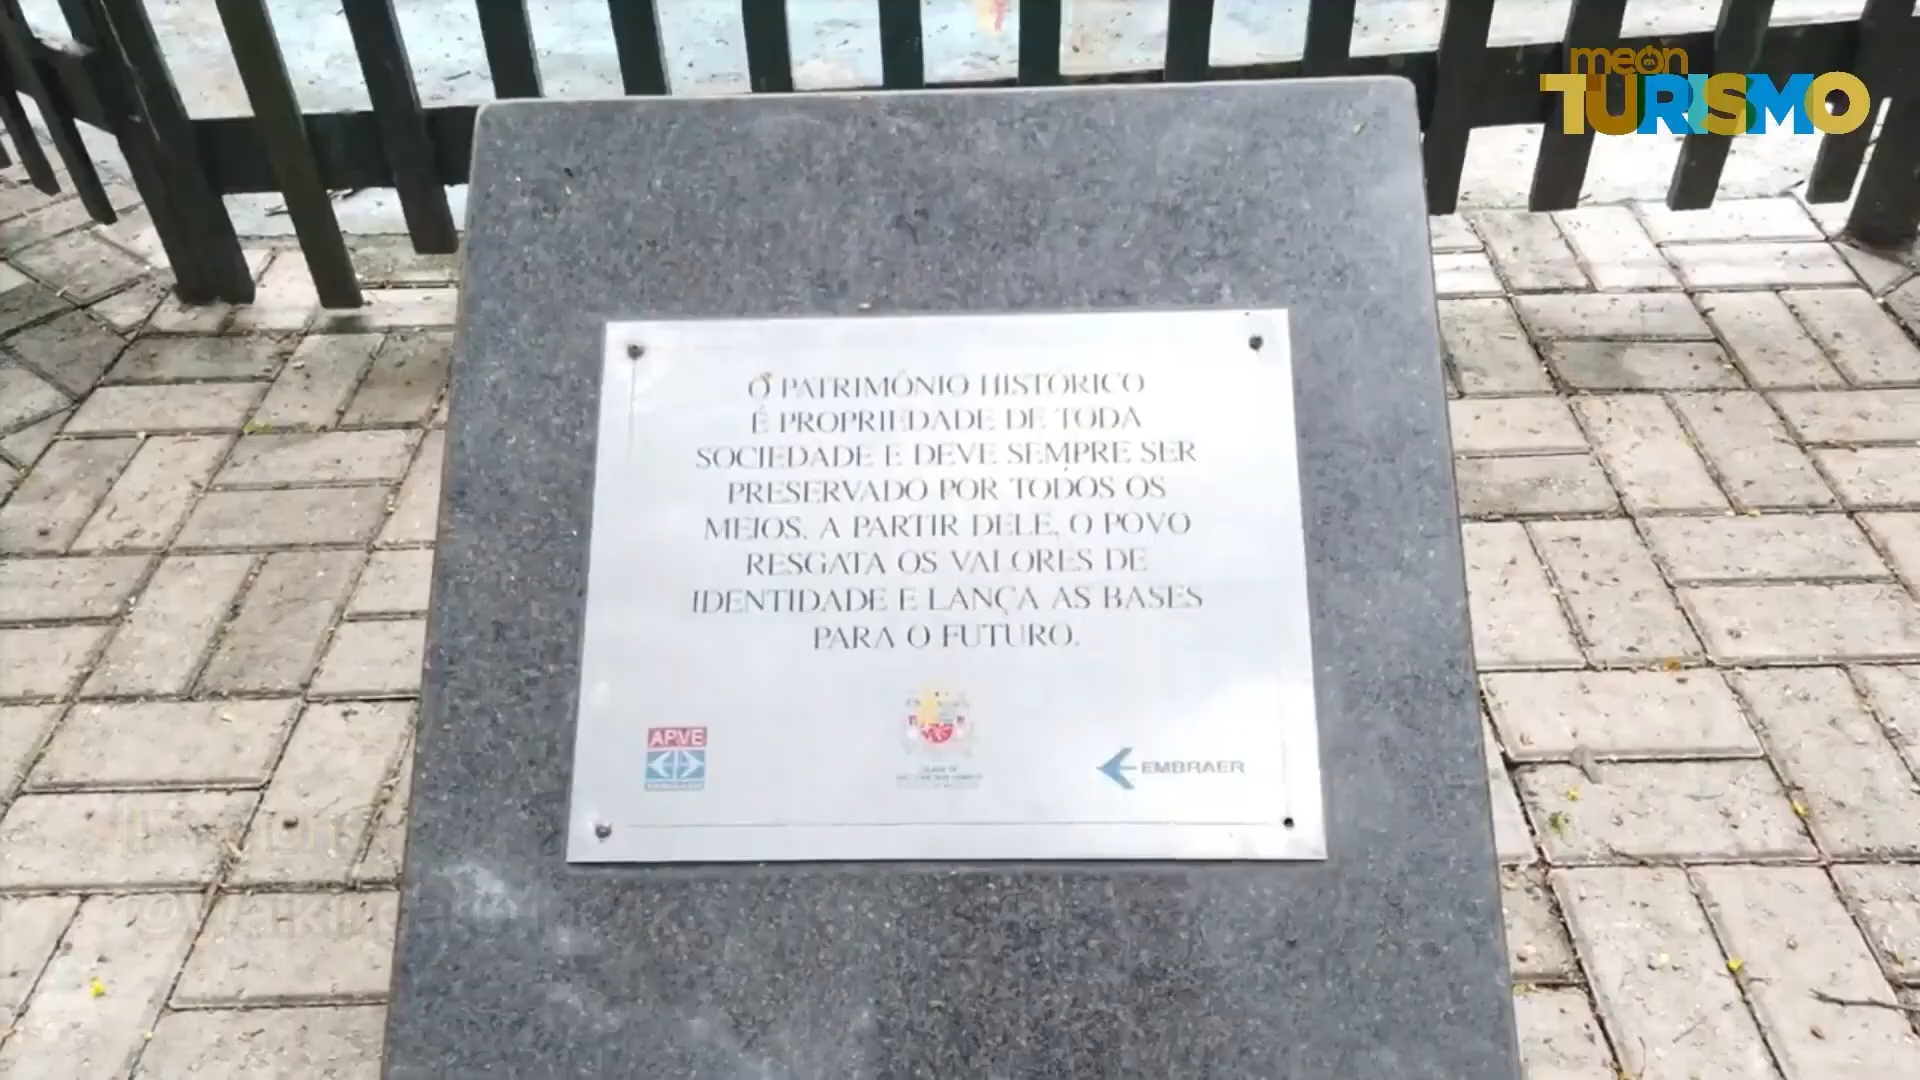 meon
TURISMO
O PATRIMÔNIO HISTÓRICO
É PROPRIEDADE DE TODA
SOCIEDADE E DEVE SEMPRE SER
PRESERVADO POR TODOS OS
MEIOS. A PARTIR DELE, O POVO
RESGATA OS VALORES DE
IDENTIDADE E LANÇA AS BASES
PARA O FUTURO.
APVE
EMBRAER